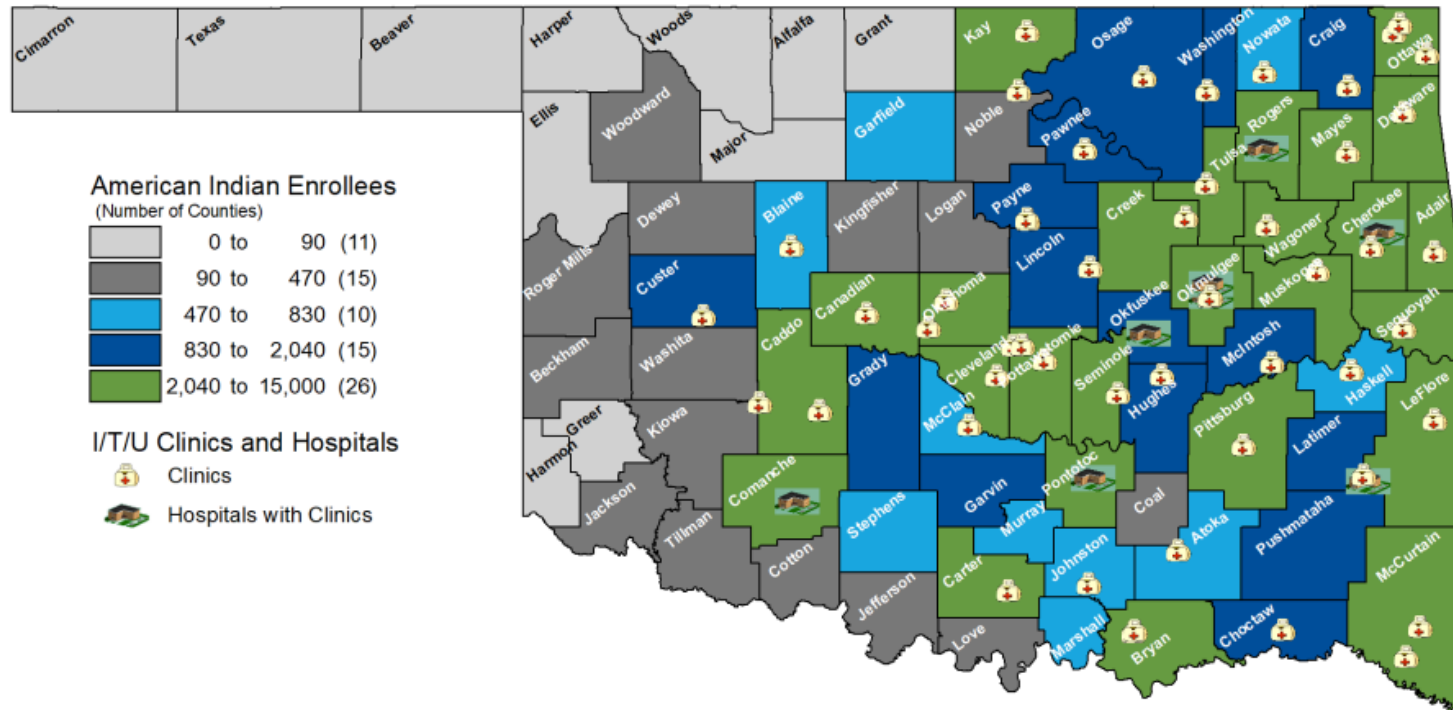 Cimarron
Texas
Beaver
Harper
Woods
Alfalfa
Grant
Kay
Osage
Washington
Nowata
Craig
Ottawa
Ellis
Woodward
Major
Garfield
Noble
Pawnee
Tulsa
Rogers
Mayes
Delaware
American Indian Enrollees
(Number of Counties)
0 to 90 (11)
90 to 470 (15)
470 to 830 (10)
830 to 2,040 (15)
2,040 to 15,000 (26)
I/T/U Clinics and Hospitals
Clinics
Hospitals with Clinics
Dewey
Blaine
Kingfisher
Logan
Payne
Creek
Wagoner
Cherokee
Adair
Roger Mills
Custer
Canadian
Lincoln
Okmulgee
Muskogee
Sequoyah
Beckham
Washita
Caddo
Grady
Cleveland
Seminole
Okfuskee
Hughes
McIntosh
Haskell
LeFlore
Greer
Harmon
Kiowa
McClain
Pittsburg
Latimer
Jackson
Comanche
Stephens
Garvin
Pontotoc
Coal
Pushmataha
McCurtain
Tillman
Cotton
Murray
Johnston
Atoka
Jefferson
Carter
Love
Marshall
Bryan
Choctaw